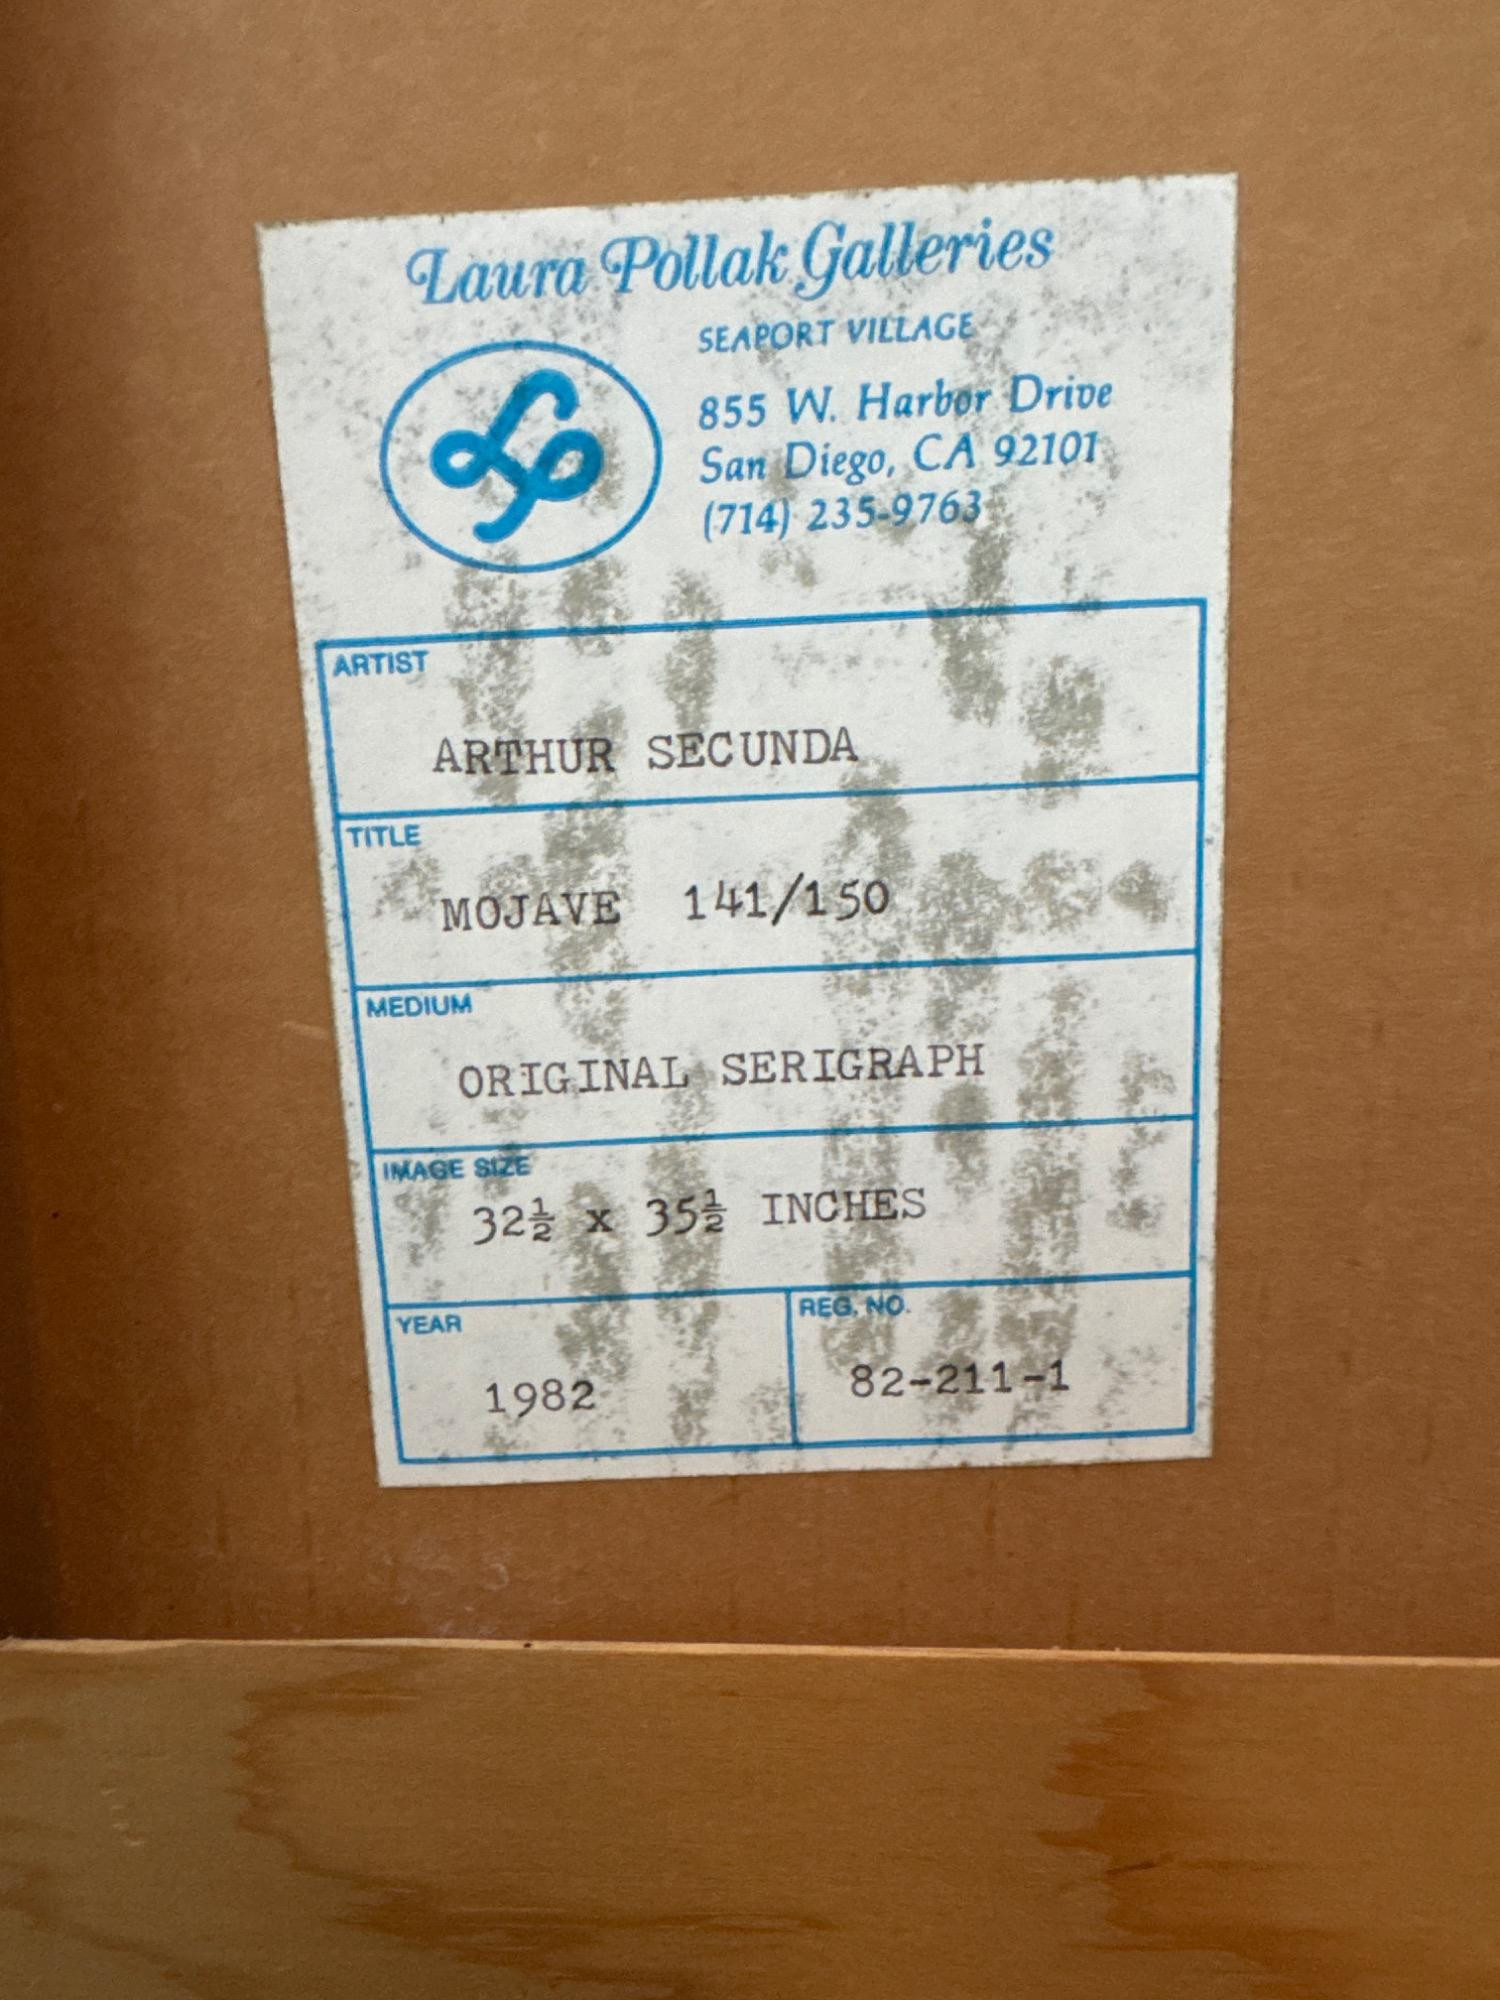 Laura Pollak Galleries
SEAPORT VILLAGE
855 W. Harbor Drive
San Diego, CA 92101
(714) 235-9763
ARTIST
ARTHUR SECUNDA
TITLE
MOJAVE 141/150
MEDIUM
ORIGINAL SERIGRAPH
IMAGE SIZE
32½ x 35½ INCHES
YEAR
1982
REG. NO.
82-211-1